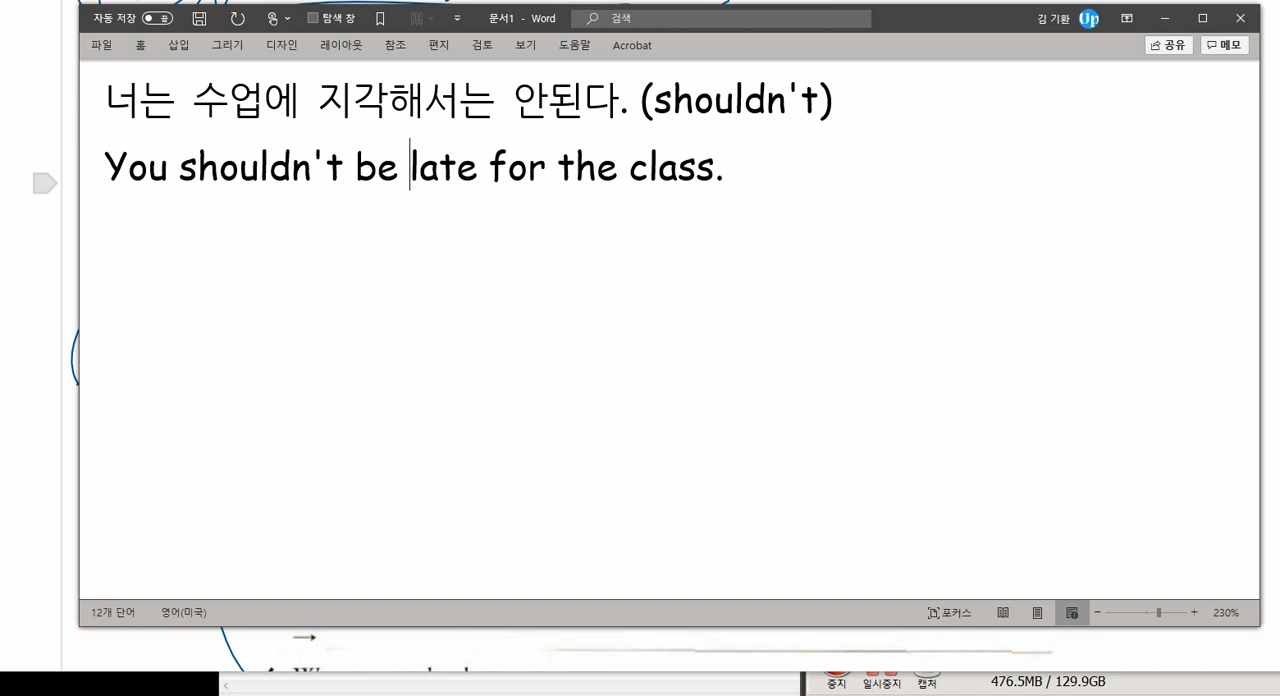 자동 저장 끔 탐색 창 문서1 - Word 검색 김 기환 Up
파일 홈 삽입 그리기 디자인 레이아웃 참조 편지 검토 보기 도움말 Acrobat 공유 메모
너는 수업에 지각해서는 안된다. (shouldn't)
You shouldn't be late for the class.
12개 단어 영어(미국) 포커스 230%
중지 일시중지 캡처 476.5MB / 129.9GB